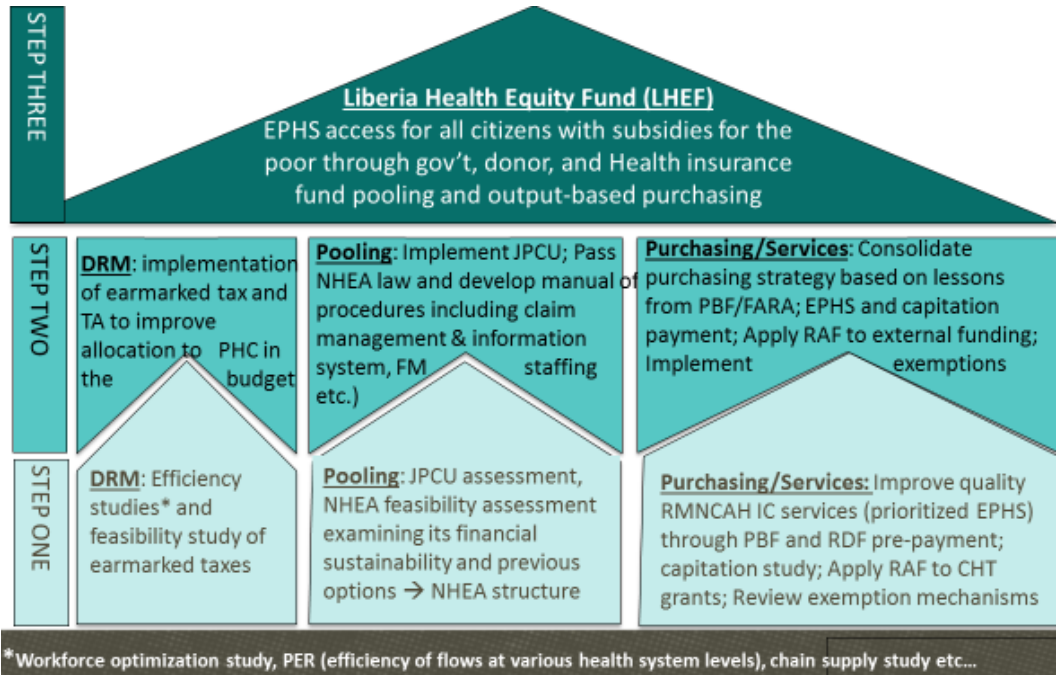 STEP THREE
Liberia Health Equity Fund (LHEF)
EPHS access for all citizens with subsidies for the
poor through gov't, donor, and Health insurance
fund pooling and output-based purchasing
STEP TWO
DRM: implementation
of earmarked tax and
TA to improve
allocation to PHC in
the budget
Pooling: Implement JPCU; Pass
NHEA law and develop manual of
procedures including claim
management & information
system, FM staffing
etc.)
Purchasing/Services: Consolidate
purchasing strategy based on lessons
from PBF/FARA; EPHS and capitation
payment; Apply RAF to external funding;
Implement exemptions
STEP ONE
DRM: Efficiency
studies* and
feasibility study of
earmarked taxes
Pooling: JPCU assessment,
NHEA feasibility assessment
examining its financial
sustainability and previous
options → NHEA structure
Purchasing/Services: Improve quality
RMNCAH IC services (prioritized EPHS)
through PBF and RDF pre-payment;
capitation study; Apply RAF to CHT
grants; Review exemption mechanisms
*Workforce optimization study, PER (efficiency of flows at various health system levels), chain supply study etc...